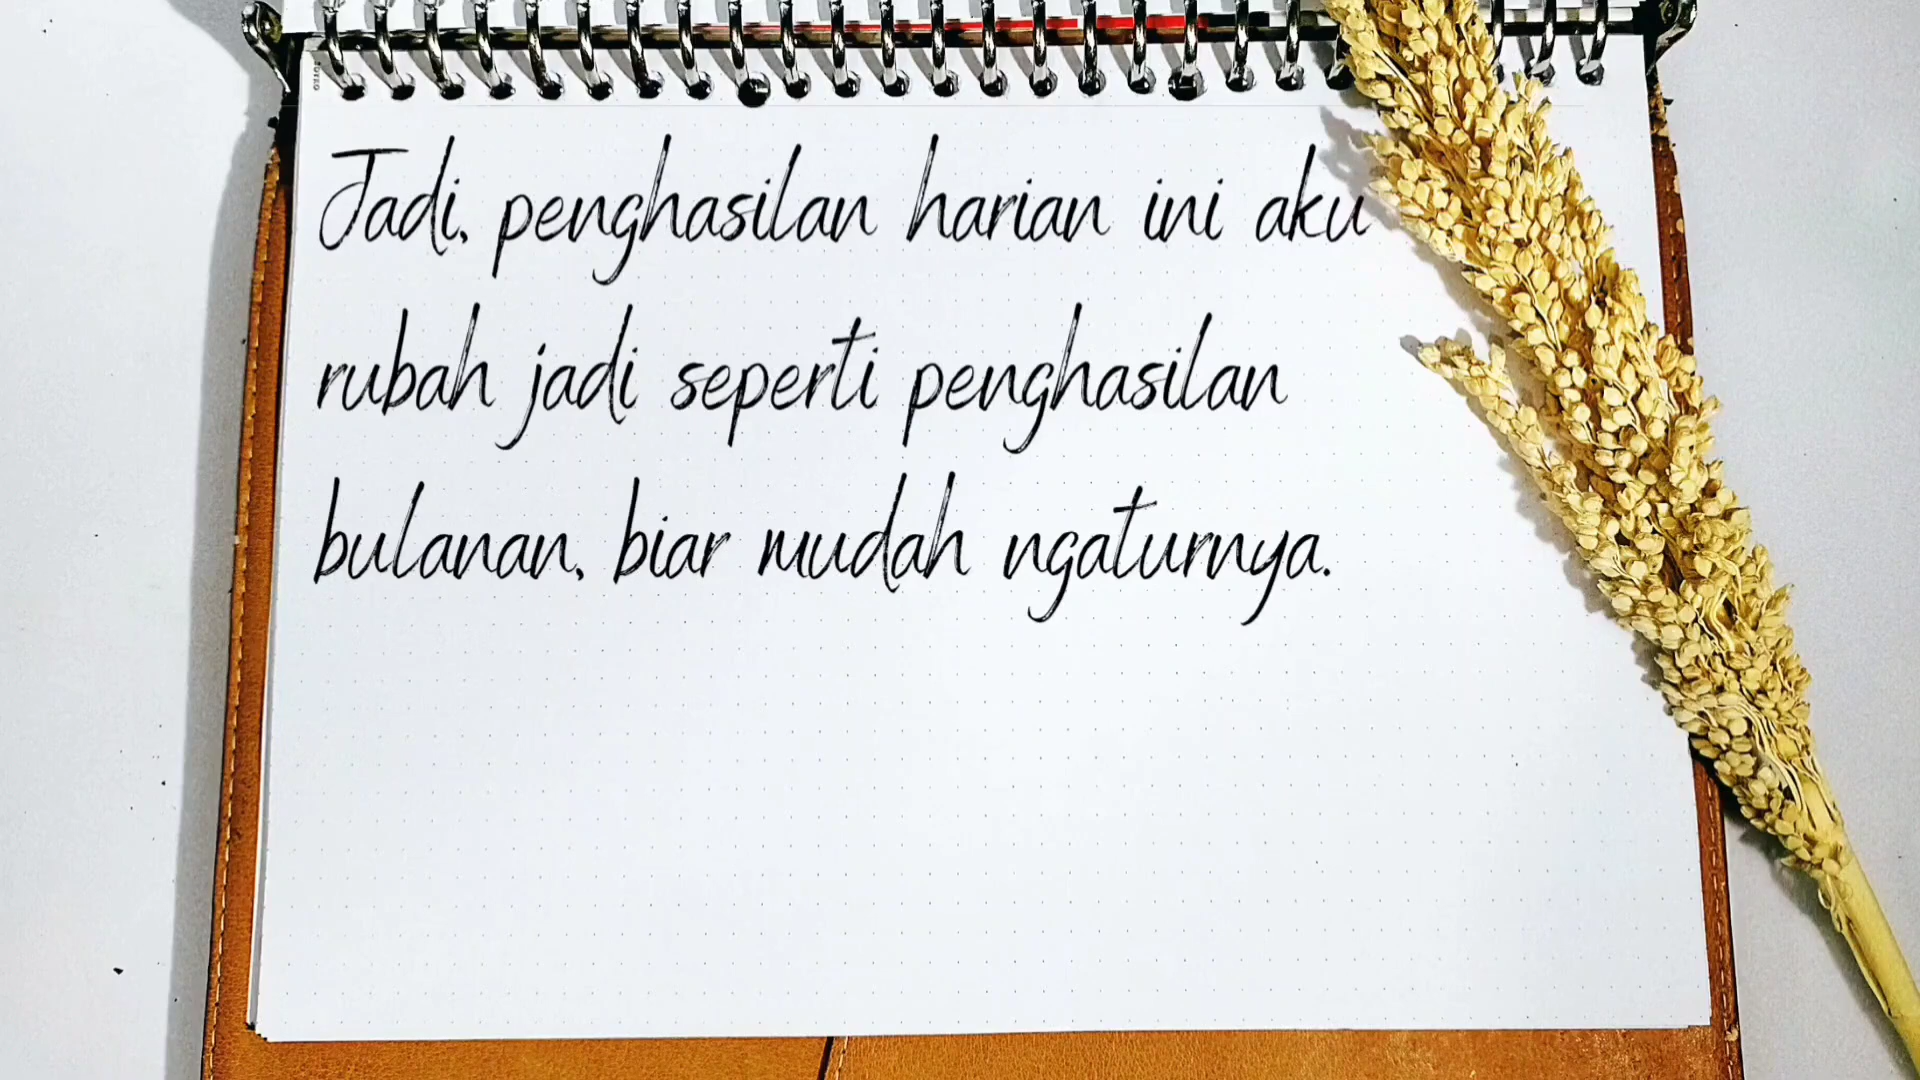 Jadi, penghasilan harian ini aku
rubah jadi seperti penghasilan
bulanan, biar mudah ngaturnya.